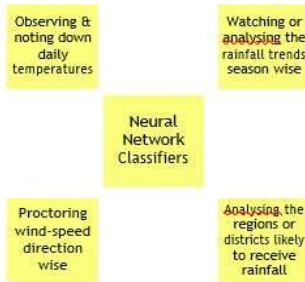 Observing &
noting down
daily
temperatures
Watching or
analysing the
rainfall trends
season wise
Neural
Network
Classifiers
Proctoring
wind-speed
direction
wise
Analysing the
regions or
districts likely
to receive
rainfall